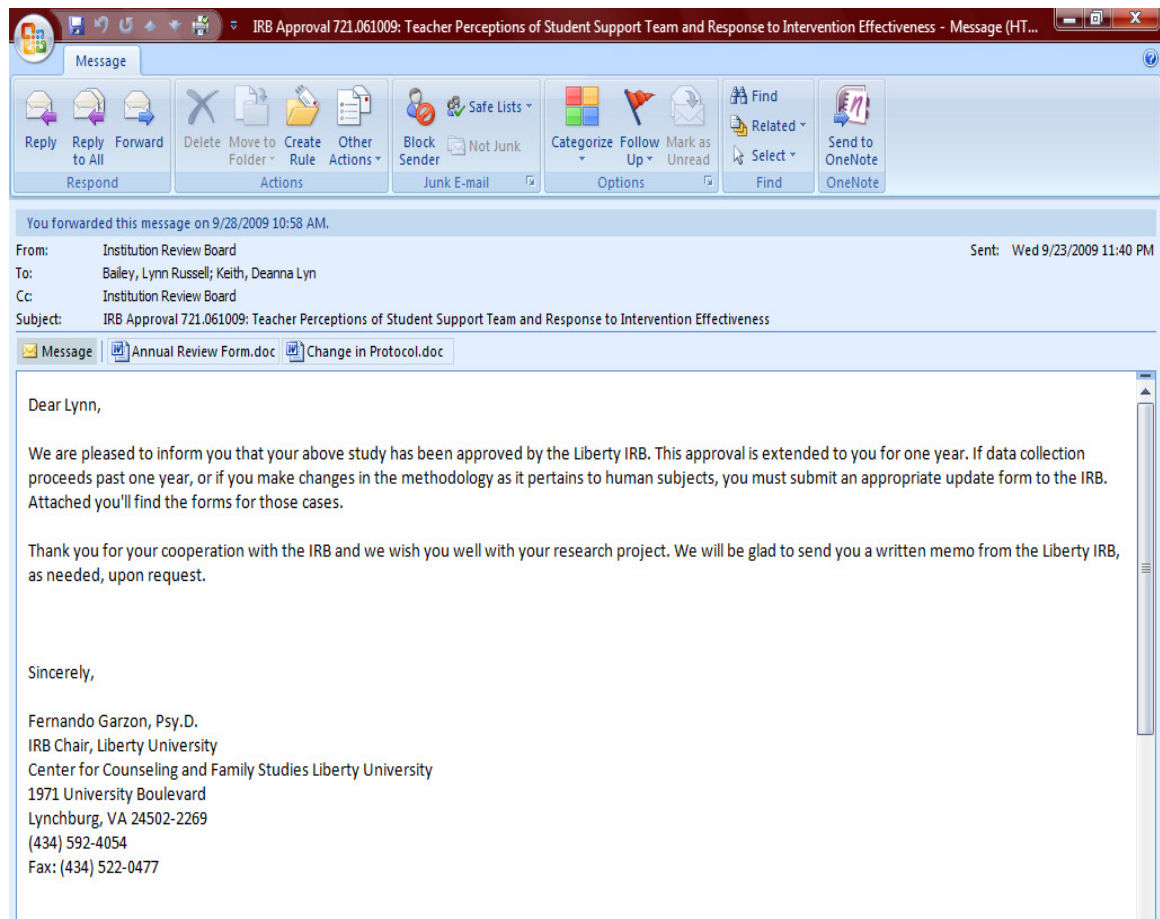 IRB Approval 721.061009: Teacher Perceptions of Student Support Team and Response to Intervention Effectiveness - Message (HT...
Message
Reply Reply to All Forward
Respond
Delete Move to Folder Create Rule Other Actions
Actions
Block Sender Safe Lists Not Junk
Junk E-mail
Categorize Follow Up Mark as Unread
Options
Find Related Select
Find
Send to OneNote
OneNote
You forwarded this message on 9/28/2009 10:58 AM.
From: Institution Review Board Sent: Wed 9/23/2009 11:40 PM
To: Bailey, Lynn Russell; Keith, Deanna Lyn
Cc: Institution Review Board
Subject: IRB Approval 721.061009: Teacher Perceptions of Student Support Team and Response to Intervention Effectiveness
Message Annual Review Form.doc Change in Protocol.doc
Dear Lynn,
We are pleased to inform you that your above study has been approved by the Liberty IRB. This approval is extended to you for one year. If data collection
proceeds past one year, or if you make changes in the methodology as it pertains to human subjects, you must submit an appropriate update form to the IRB.
Attached you'll find the forms for those cases.
Thank you for your cooperation with the IRB and we wish you well with your research project. We will be glad to send you a written memo from the Liberty IRB,
as needed, upon request.
Sincerely,
Fernando Garzon, Psy.D.
IRB Chair, Liberty University
Center for Counseling and Family Studies Liberty University
1971 University Boulevard
Lynchburg, VA 24502-2269
(434) 592-4054
Fax: (434) 522-0477